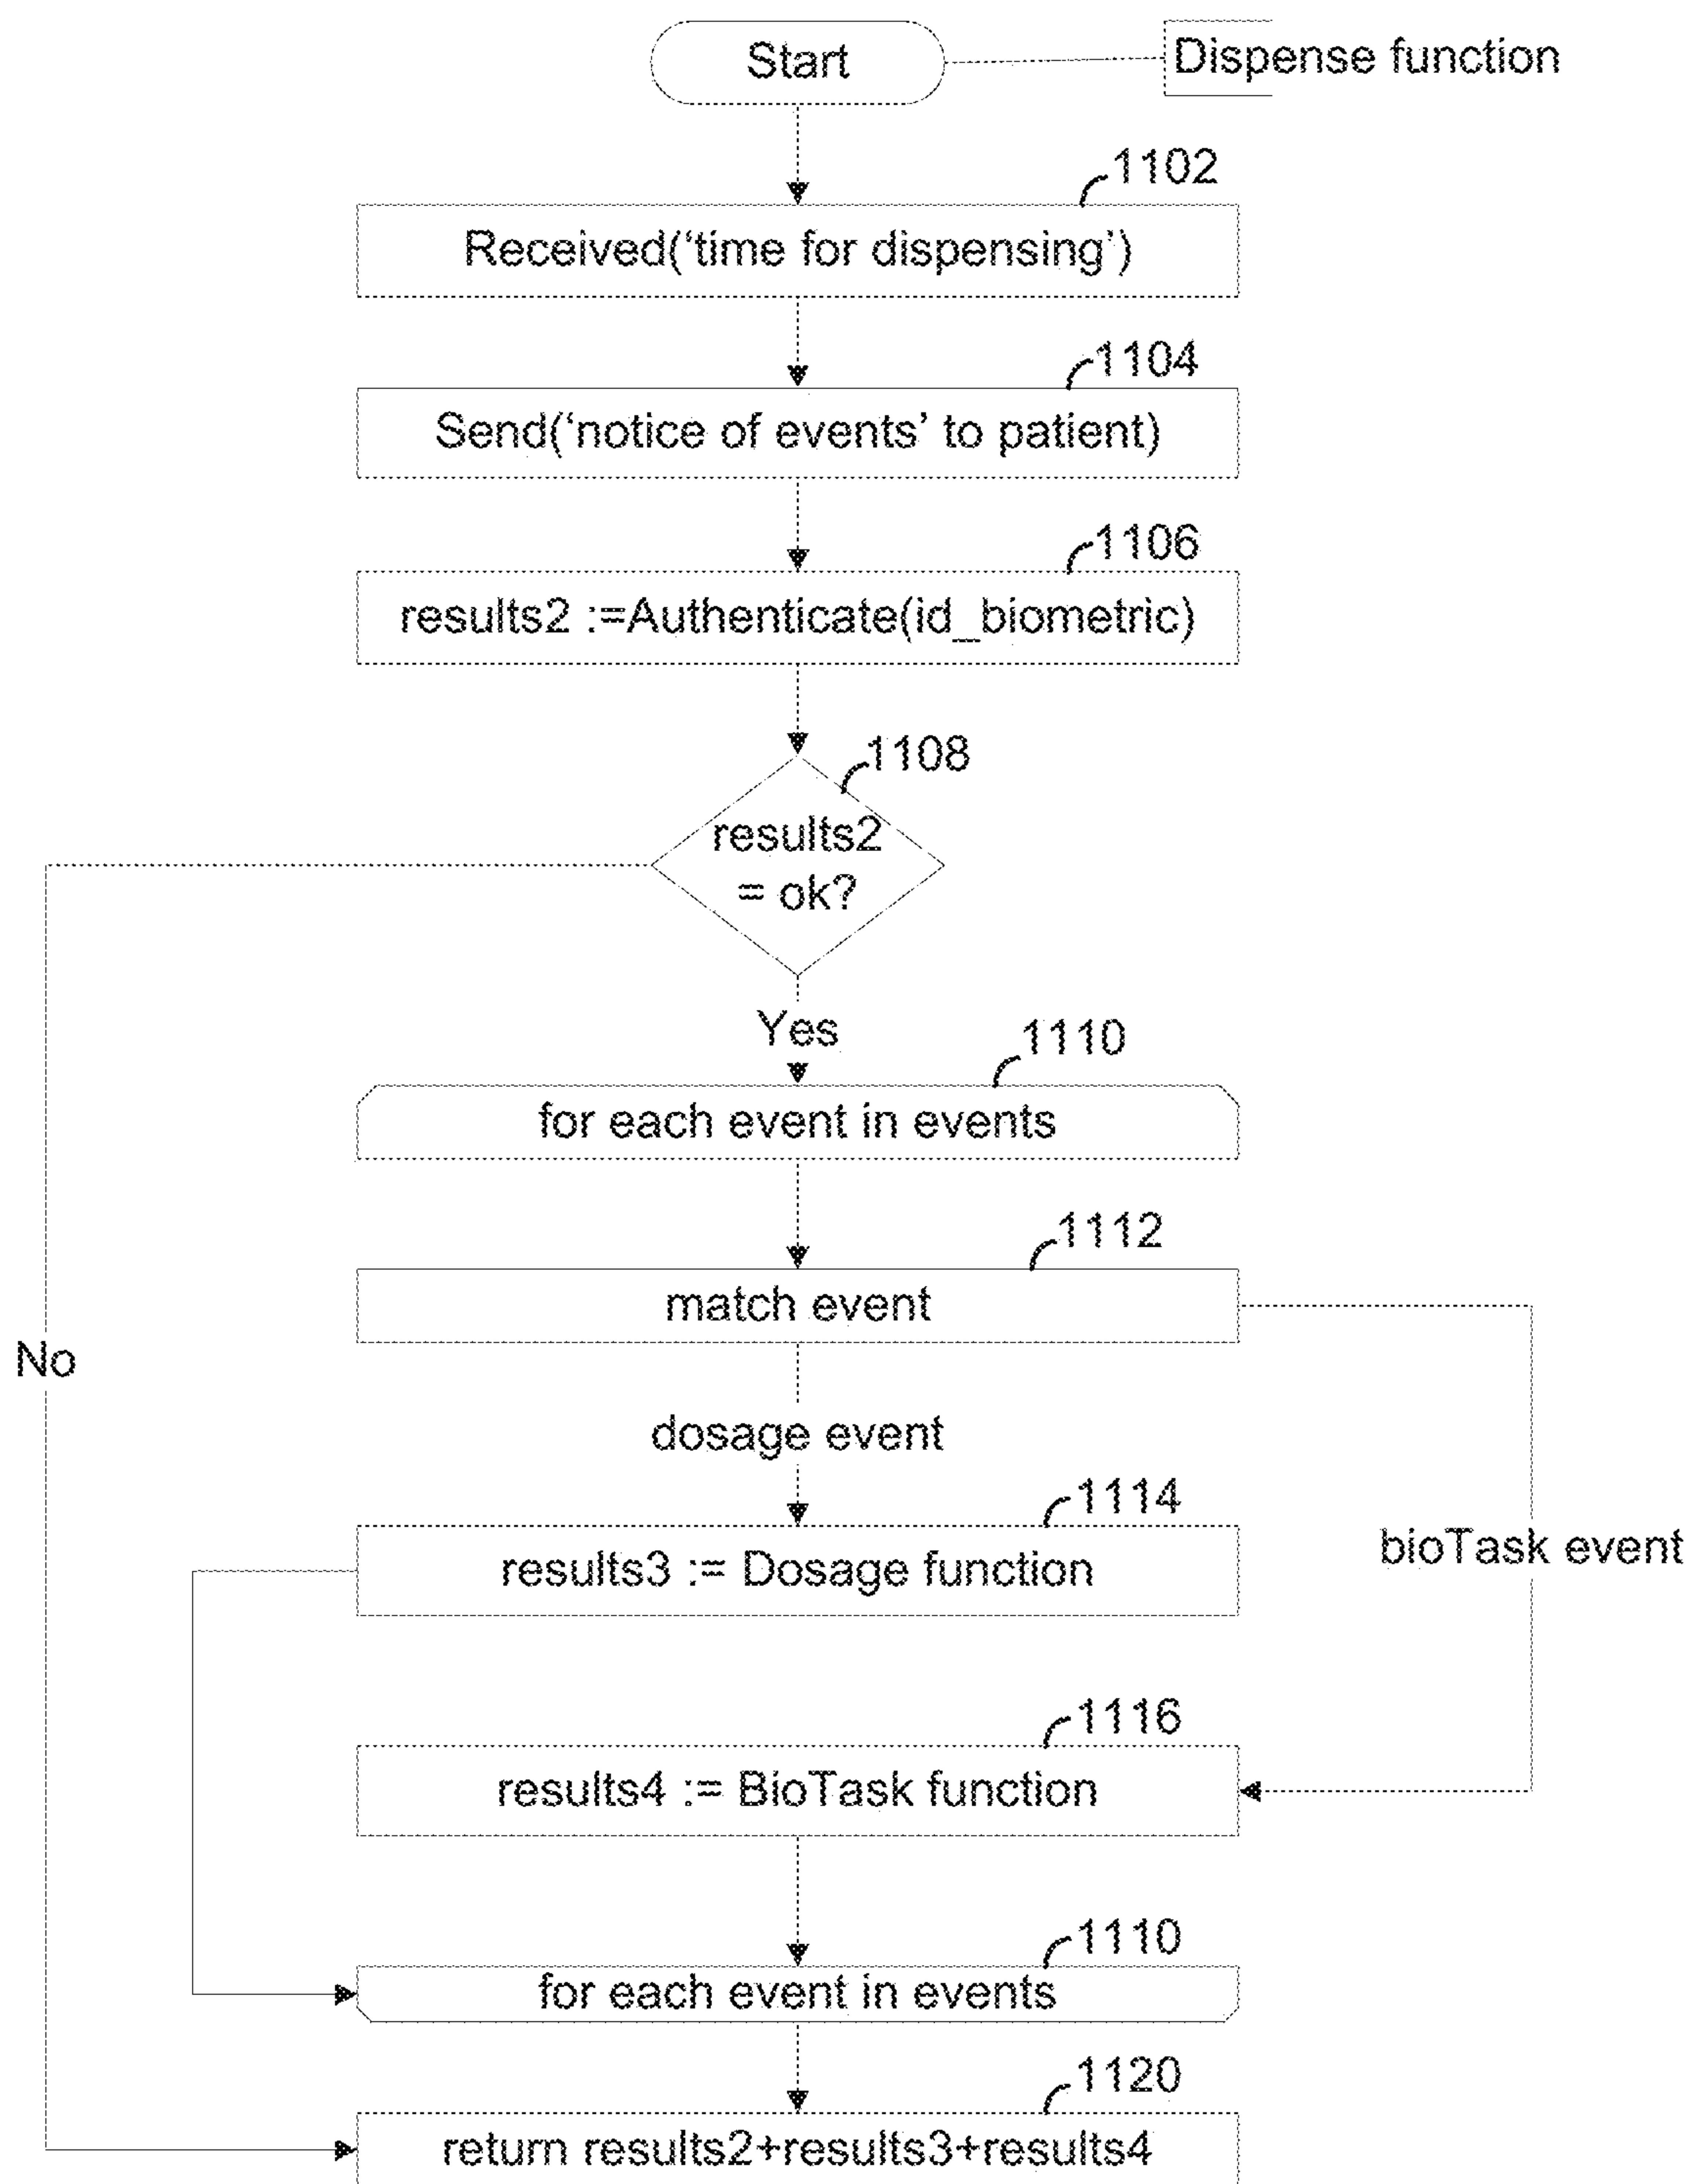 Start
Dispense function
1102
Received(‘time for dispensing’)
1104
Send(‘notice of events’ to patient)
1106
results2 :=Authenticate(id_biometric)
1108
results2
= ok?
Yes
1110
for each event in events
1112
match event
No
dosage event
1114
results3 := Dosage function
bioTask event
1116
results4 := BioTask function
1110
for each event in events
1120
return results2+results3+results4